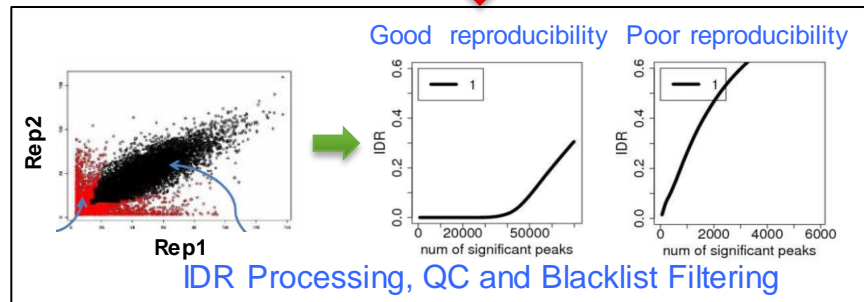 Good reproducibility
Poor reproducibility
Rep2
Rep1
IDR
0.0 0.2 0.4 0.6
1
10000 50000
num of significant peaks
IDR
0.0 0.2 0.4 0.6
1
0 2000 4000 6000
num of significant peaks
IDR Processing, QC and Blacklist Filtering